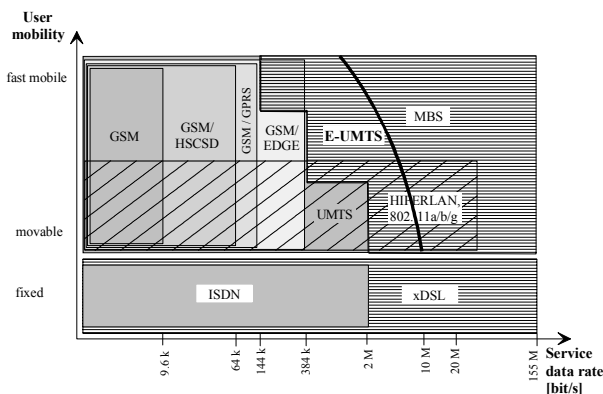 User
mobility
fast mobile
movable
fixed
GSM
GSM/
HSCSD
GSM / GPRS
GSM/
EDGE
E-UMTS
MBS
UMTS
HIPERLAN,
802.11a/b/g
ISDN
xDSL
9.6 k
64 k
144 k
384 k
2 M
10 M
20 M
155 M
Service
data rate
[bit/s]